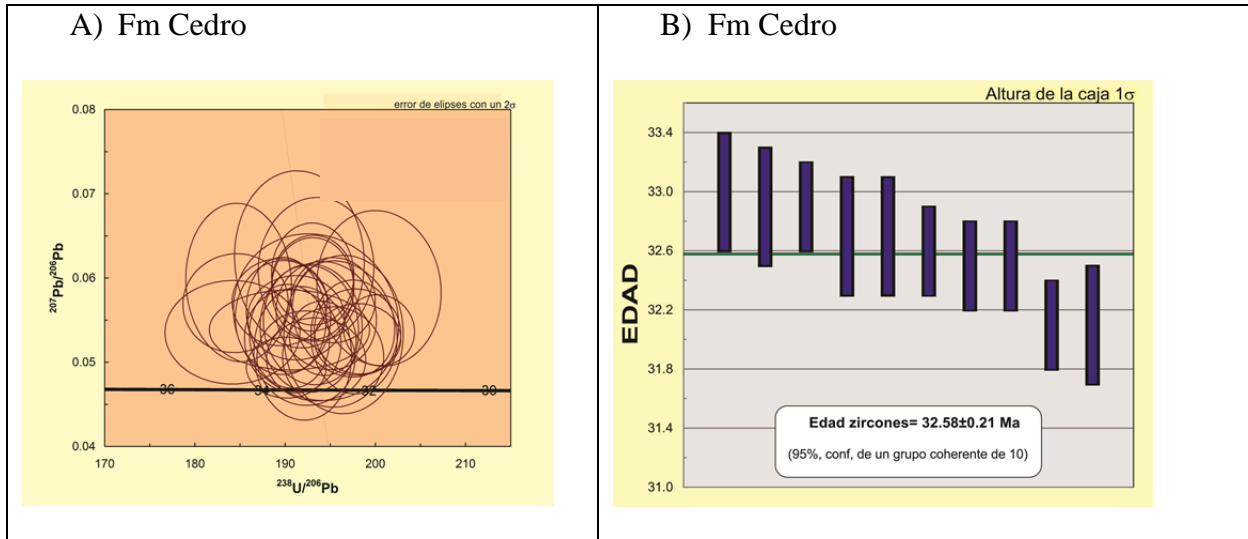 A) Fm Cedro
error de elipses con un 2σ
0.08
0.07
0.06
0.05
0.04
²⁰⁷Pb/²⁰⁶Pb
36
34
32
30
170
180
190
200
210
²³⁸U/²⁰⁶Pb
B) Fm Cedro
Altura de la caja 1σ
33.4
33.0
32.6
32.2
31.8
31.4
31.0
EDAD
Edad zircones= 32.58±0.21 Ma
(95%, conf, de un grupo coherente de 10)